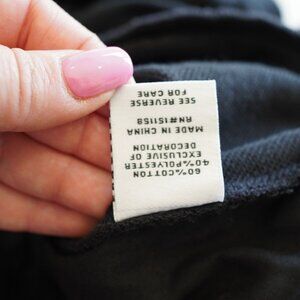 60%COTTON
40%POLYESTER
EXCLUSIVE OF
DECORATION
MADE IN CHINA
RN#151158
SEE REVERSE
FOR CARE